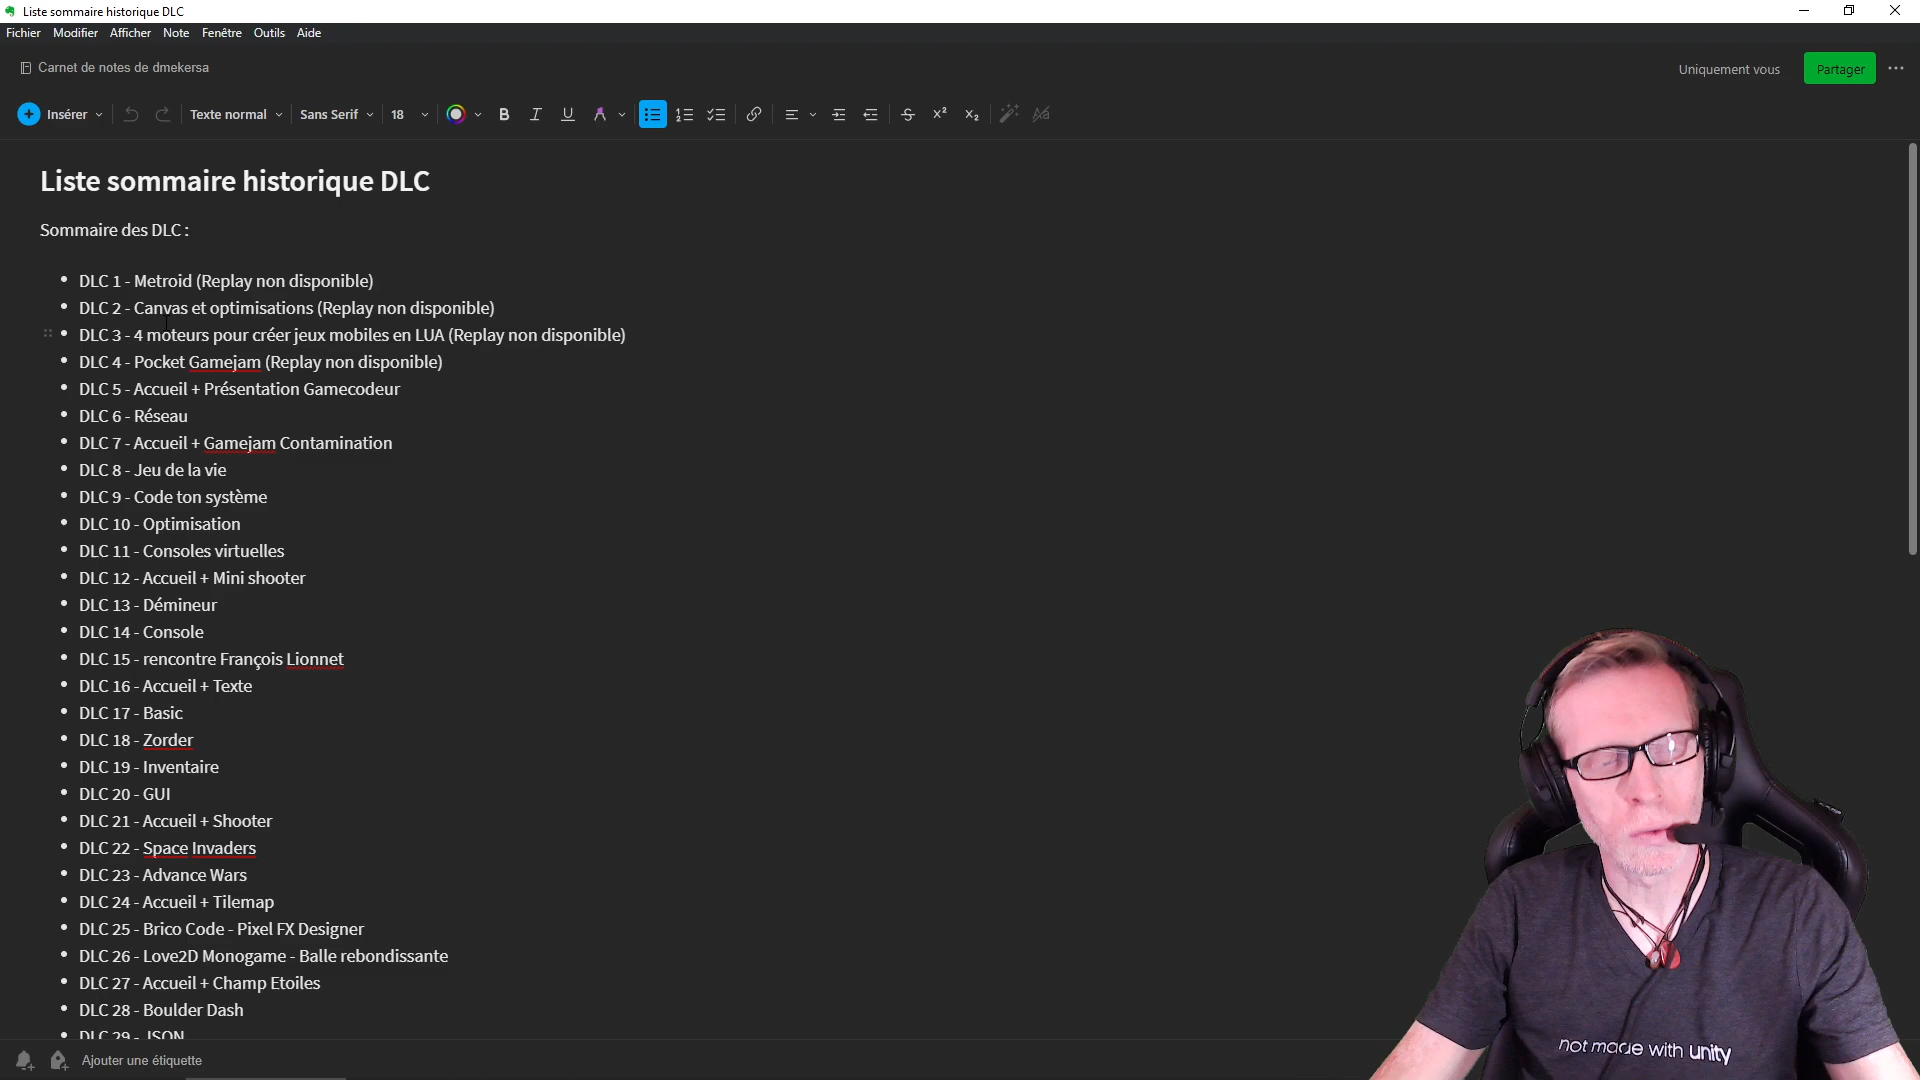 Liste sommaire historique DLC
Fichier Modifier Afficher Note Fenêtre Outils Aide
Carnet de notes de dmekersa
Uniquement vous
Partager
Insérer
Texte normal
Sans Serif
18
Liste sommaire historique DLC
Sommaire des DLC :
DLC 1 - Metroid (Replay non disponible)
DLC 2 - Canvas et optimisations (Replay non disponible)
DLC 3 - 4 moteurs pour créer jeux mobiles en LUA (Replay non disponible)
DLC 4 - Pocket Gamejam (Replay non disponible)
DLC 5 - Accueil + Présentation Gamecodeur
DLC 6 - Réseau
DLC 7 - Accueil + Gamejam Contamination
DLC 8 - Jeu de la vie
DLC 9 - Code ton système
DLC 10 - Optimisation
DLC 11 - Consoles virtuelles
DLC 12 - Accueil + Mini shooter
DLC 13 - Démineur
DLC 14 - Console
DLC 15 - rencontre François Lionnet
DLC 16 - Accueil + Texte
DLC 17 - Basic
DLC 18 - Zorder
DLC 19 - Inventaire
DLC 20 - GUI
DLC 21 - Accueil + Shooter
DLC 22 - Space Invaders
DLC 23 - Advance Wars
DLC 24 - Accueil + Tilemap
DLC 25 - Brico Code - Pixel FX Designer
DLC 26 - Love2D Monogame - Balle rebondissante
DLC 27 - Accueil + Champ Etoiles
DLC 28 - Boulder Dash
DLC 29 - JSON
Ajouter une étiquette
not made with unity